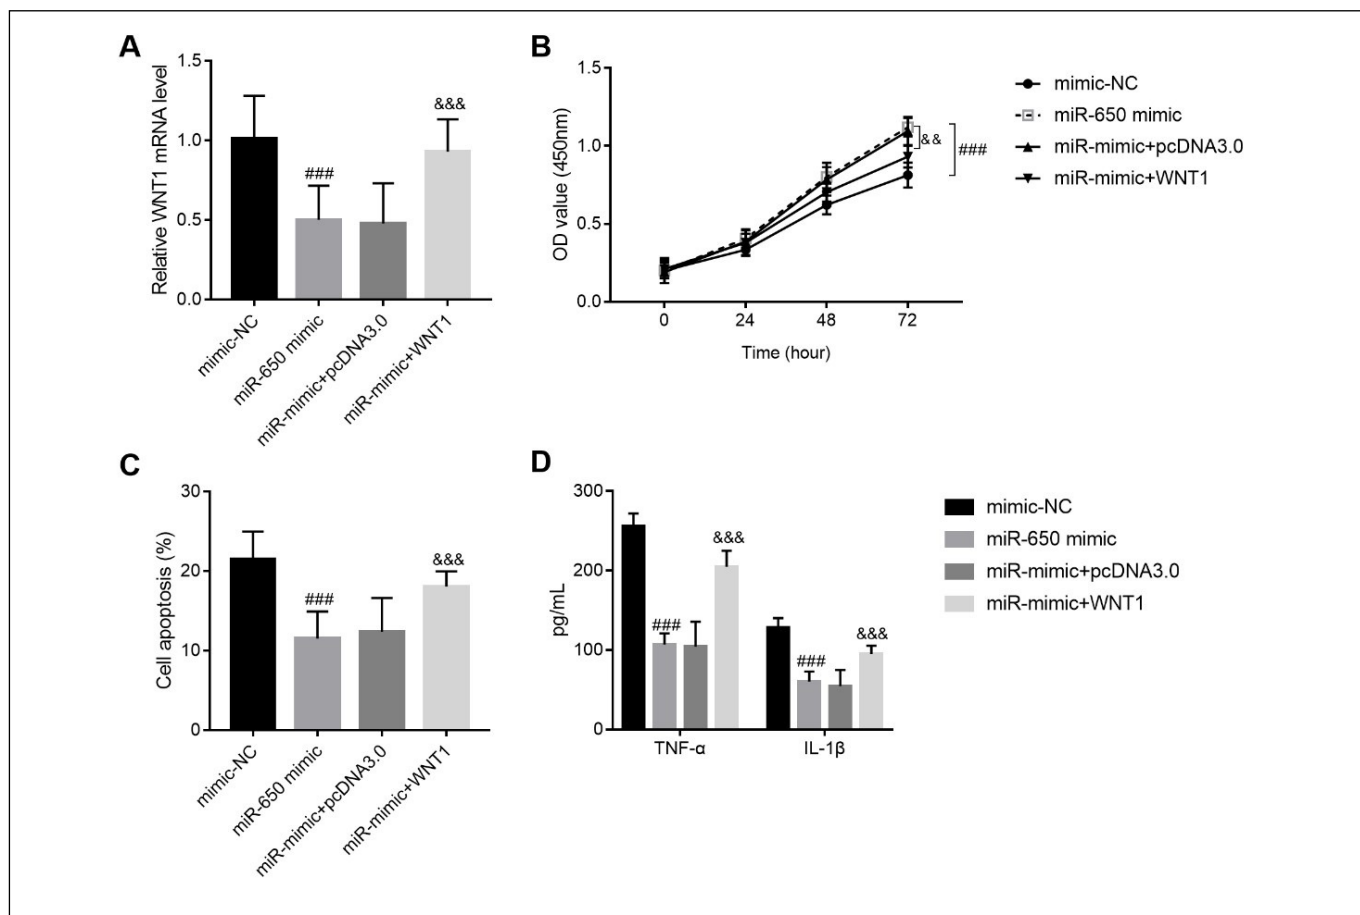 A
Relative WNT1 mRNA level
1.5
1.0
0.5
0.0
###
&&&
mimic-NC
miR-650 mimic
miR-mimic+pcDNA3.0
miR-mimic+WNT1
B
OD value (450nm)
1.5
1.0
0.5
0.0
0 24 48 72
Time (hour)
&&
###
mimic-NC
miR-650 mimic
miR-mimic+pcDNA3.0
miR-mimic+WNT1
C
Cell apoptosis (%)
30
20
10
0
###
&&&
mimic-NC
miR-650 mimic
miR-mimic+pcDNA3.0
miR-mimic+WNT1
D
pg/mL
300
200
100
0
###
&&&
###
&&&
TNF-α IL-1β
mimic-NC
miR-650 mimic
miR-mimic+pcDNA3.0
miR-mimic+WNT1